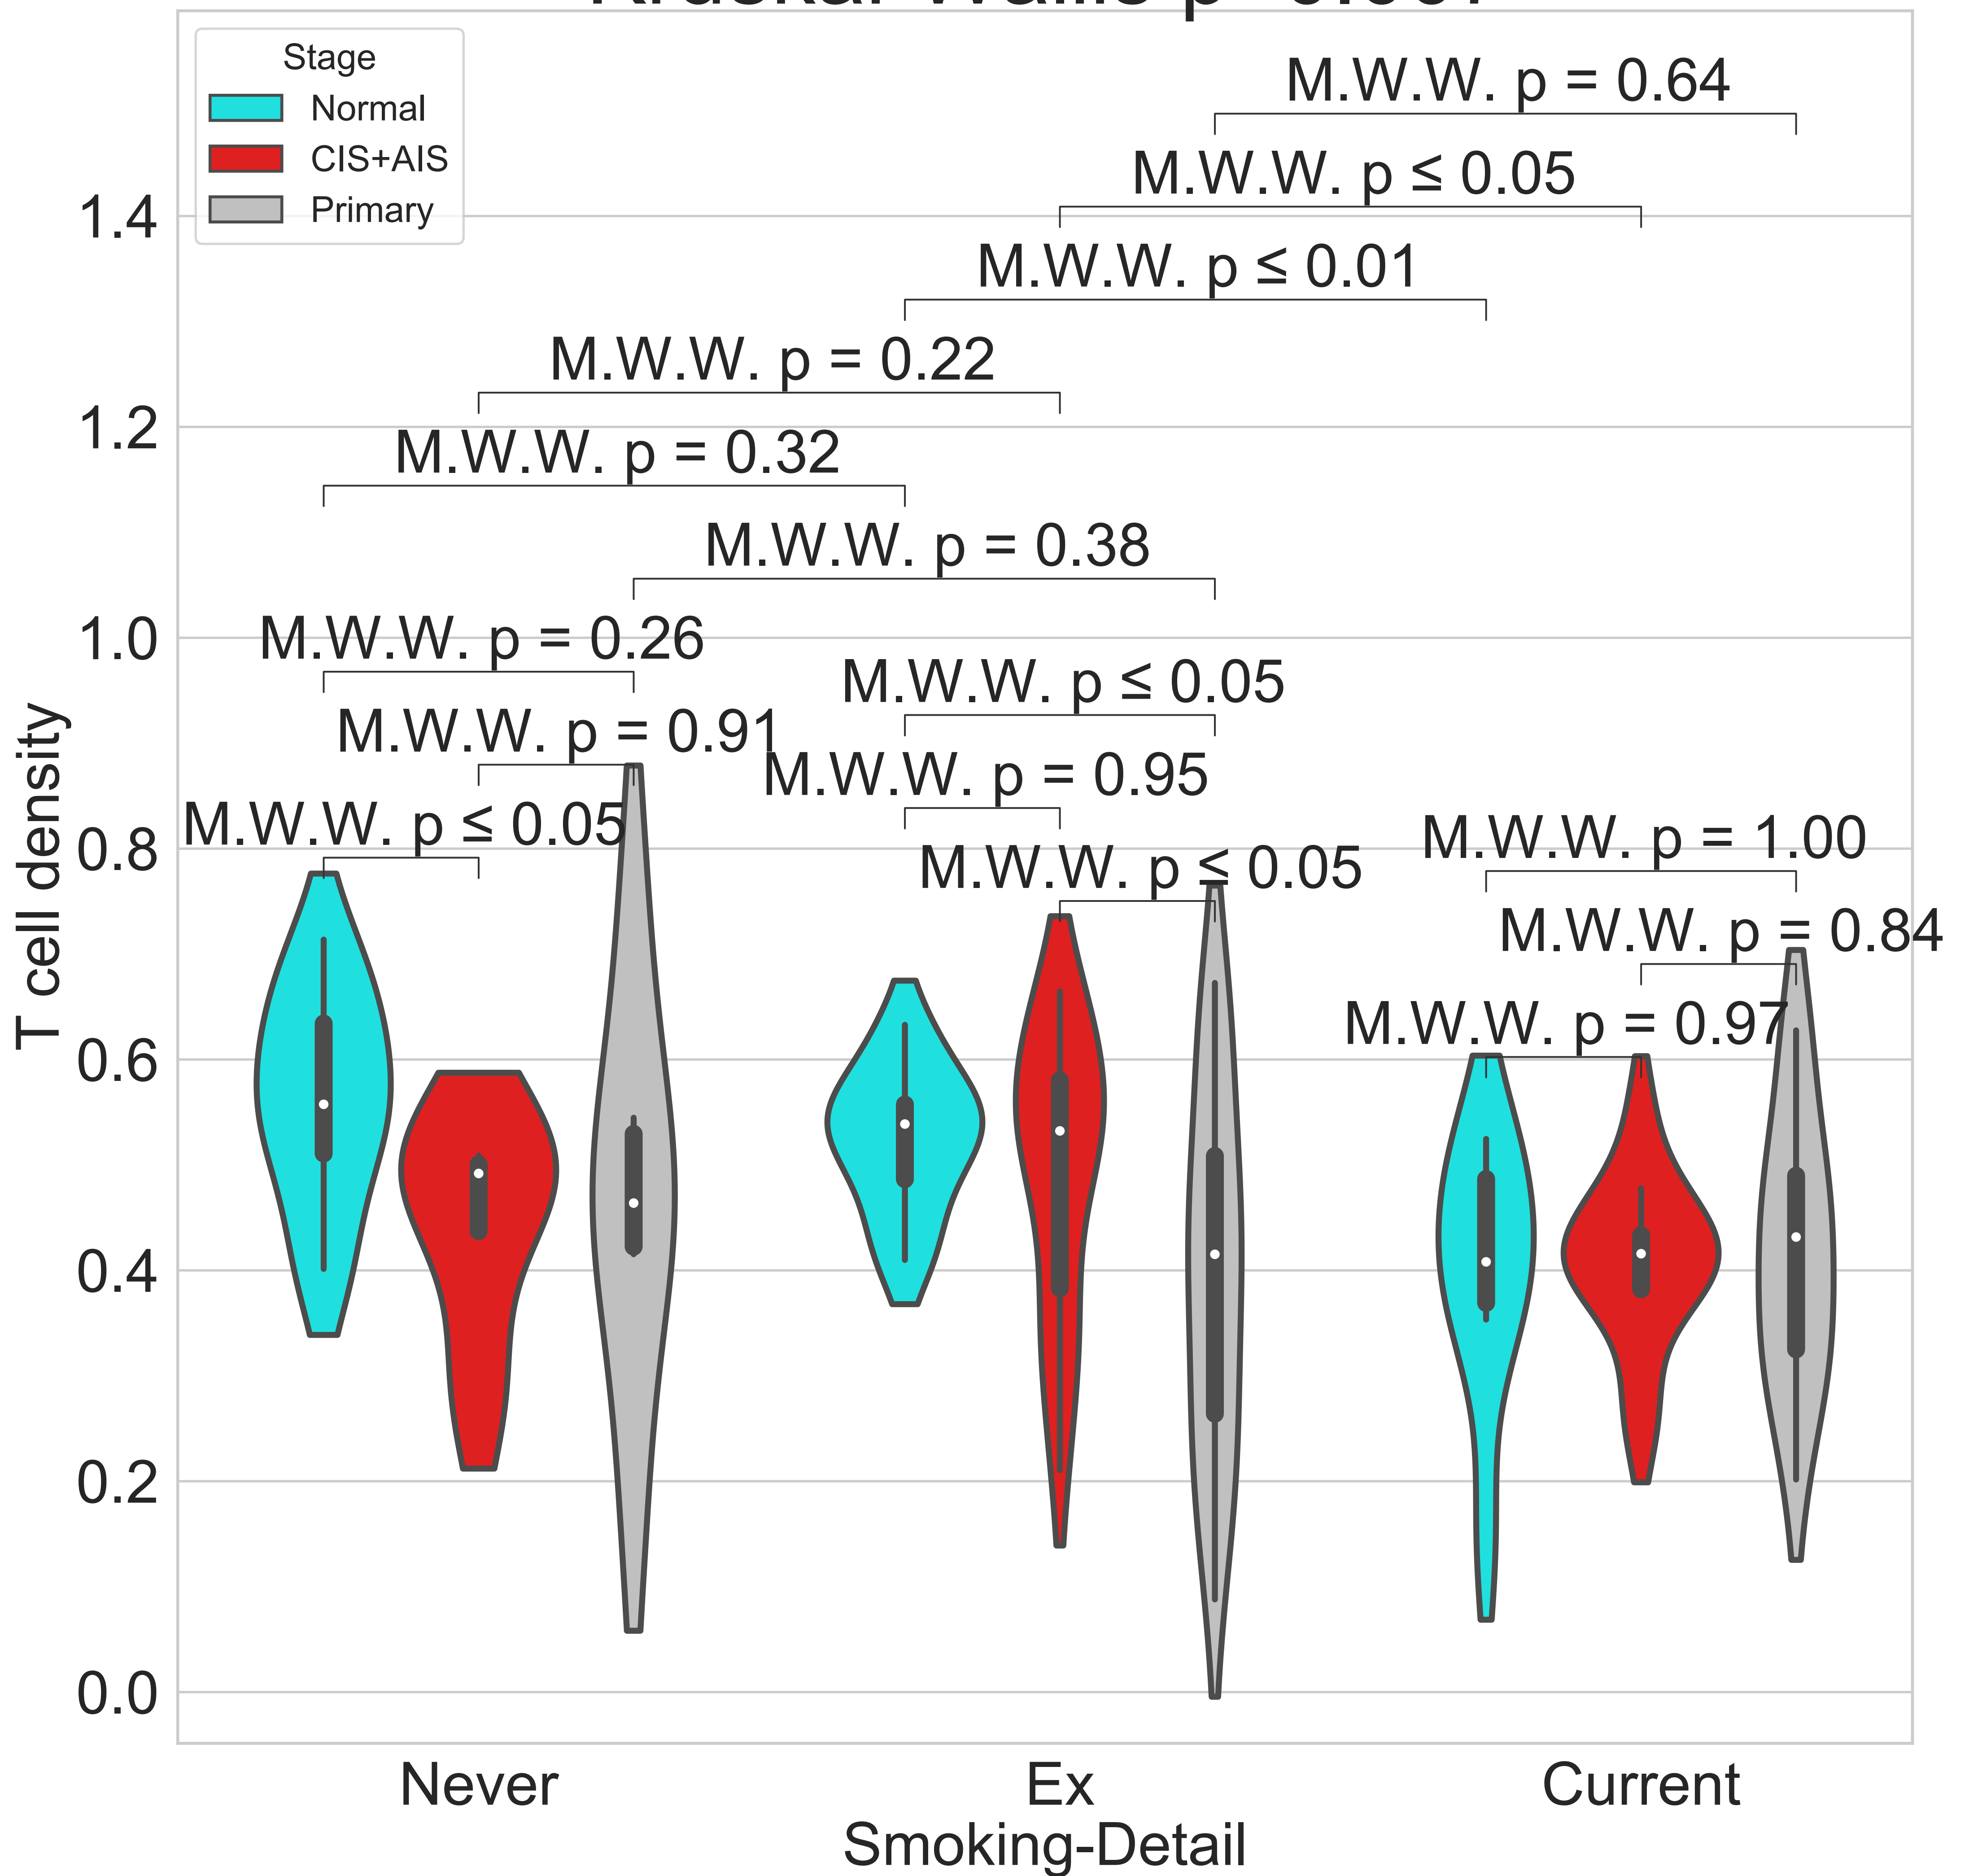 Stage
Normal
CIS+AIS
Primary
M.W.W. p = 0.64
M.W.W. p ≤ 0.05
M.W.W. p ≤ 0.01
M.W.W. p = 0.22
M.W.W. p = 0.32
M.W.W. p = 0.38
M.W.W. p = 0.26
M.W.W. p ≤ 0.05
M.W.W. p = 0.91
M.W.W. p = 0.95
M.W.W. p ≤ 0.05
M.W.W. p ≤ 0.05
M.W.W. p = 1.00
M.W.W. p = 0.84
M.W.W. p = 0.97
T cell density
1.4
1.2
1.0
0.8
0.6
0.4
0.2
0.0
Never
Ex
Current
Smoking-Detail